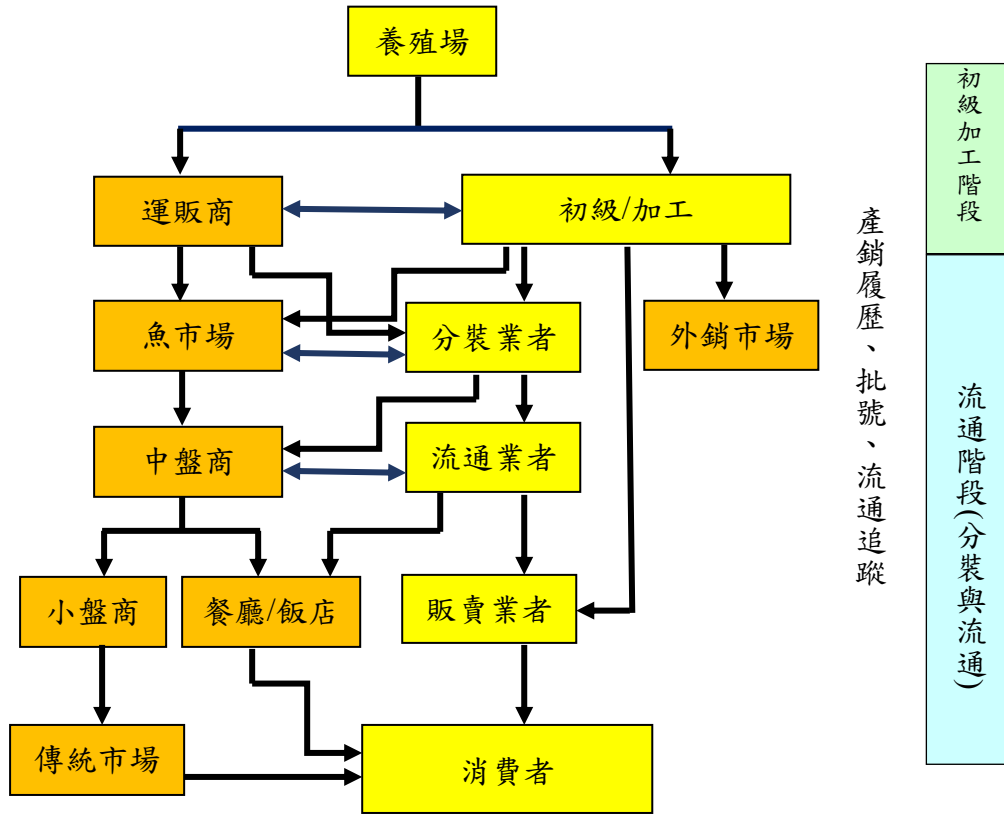 養殖場
運販商
初級/加工
魚市場
分裝業者
外銷市場
中盤商
流通業者
小盤商
餐廳/飯店
販賣業者
傳統市場
消費者
產銷履歷、批號、流通追蹤
初級加工階段
流通階段(分裝與流通)